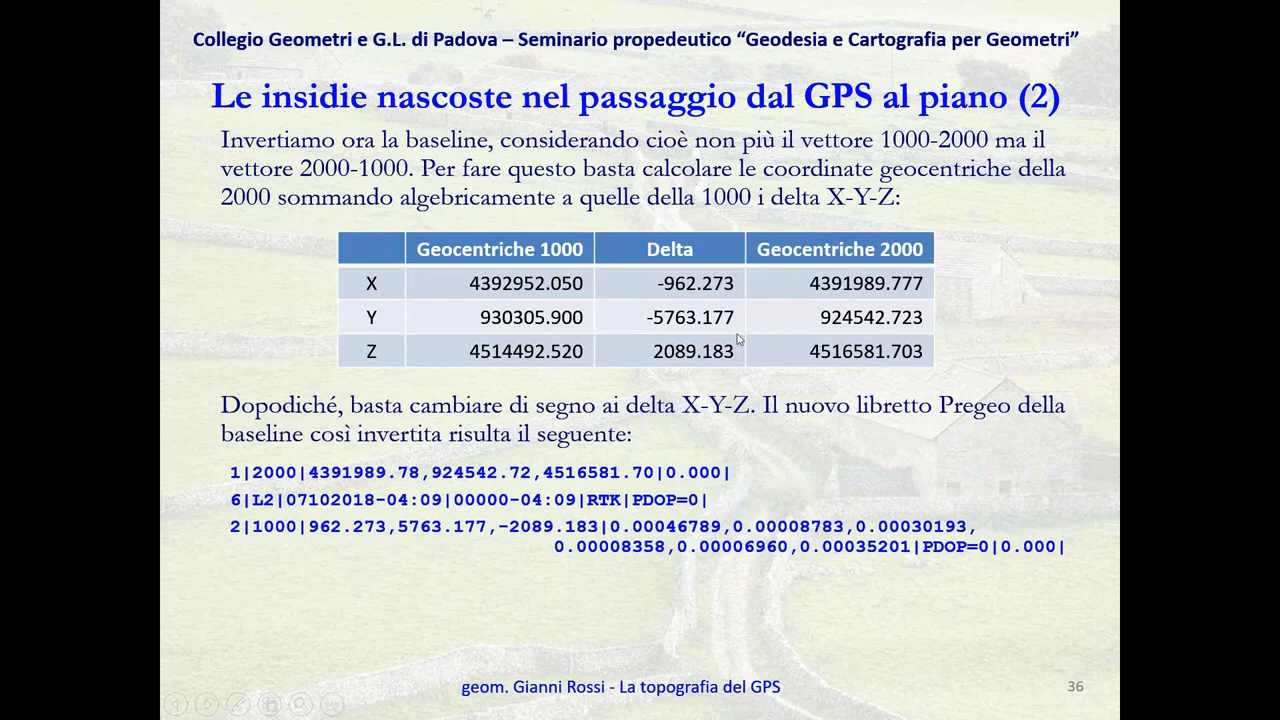 Collegio Geometri e G.L. di Padova – Seminario propedeutico “Geodesia e Cartografia per Geometri”
Le insidie nascoste nel passaggio dal GPS al piano (2)
Invertiamo ora la baseline, considerando cioè non più il vettore 1000-2000 ma il
vettore 2000-1000. Per fare questo basta calcolare le coordinate geocentriche della
2000 sommando algebricamente a quelle della 1000 i delta X-Y-Z:
Geocentriche 1000 Delta Geocentriche 2000
X 4392952.050 -962.273 4391989.777
Y 930305.900 -5763.177 924542.723
Z 4514492.520 2089.183 4516581.703
Dopodiché, basta cambiare di segno ai delta X-Y-Z. Il nuovo libretto Pregeo della
baseline così invertita risulta il seguente:
1|2000|4391989.78,924542.72,4516581.70|0.000|
6|L2|07102018-04:09|00000-04:09|RTK|PDOP=0|
2|1000|962.273,5763.177,-2089.183|0.00046789,0.00008783,0.00030193,
0.00008358,0.00006960,0.00035201|PDOP=0|0.000|
geom. Gianni Rossi - La topografia del GPS
36